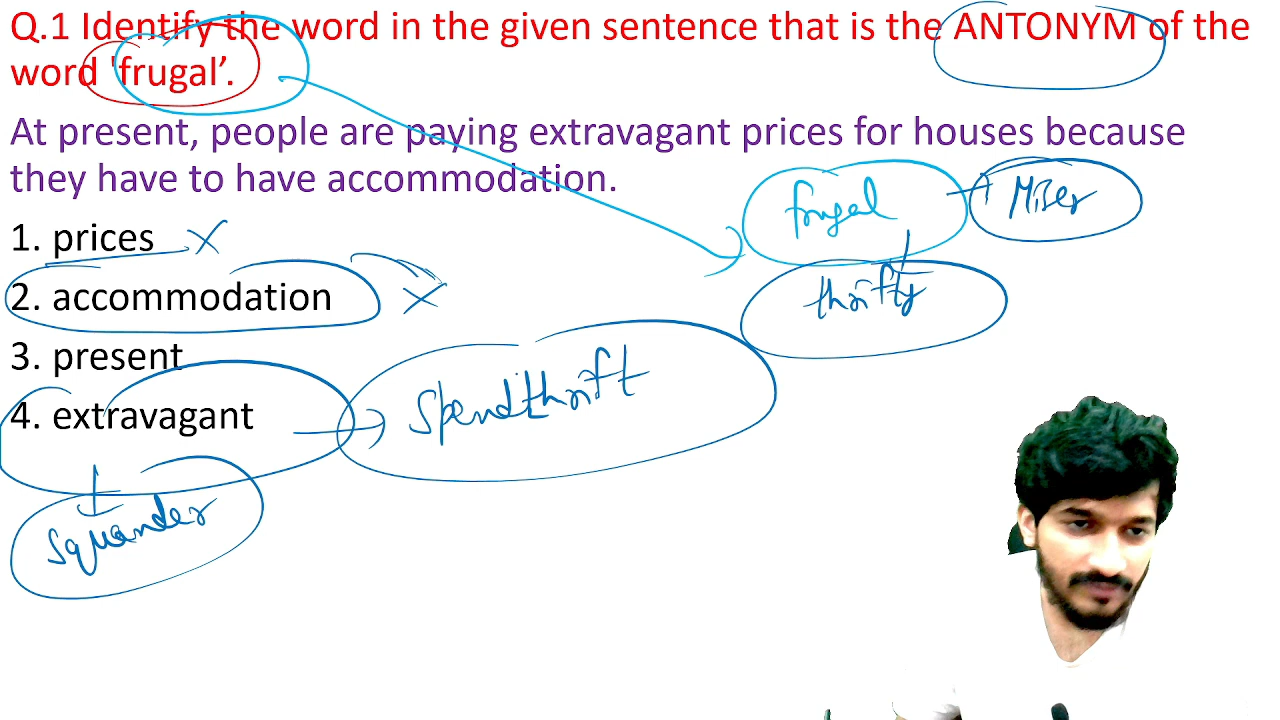 Q.1 Identify the word in the given sentence that is the ANTONYM of the
word 'frugal’.
At present, people are paying extravagant prices for houses because
they have to have accommodation.
frugal
Miser
1. prices
2. accommodation
thrifty
3. present
4. extravagant
Spendthrift
squander